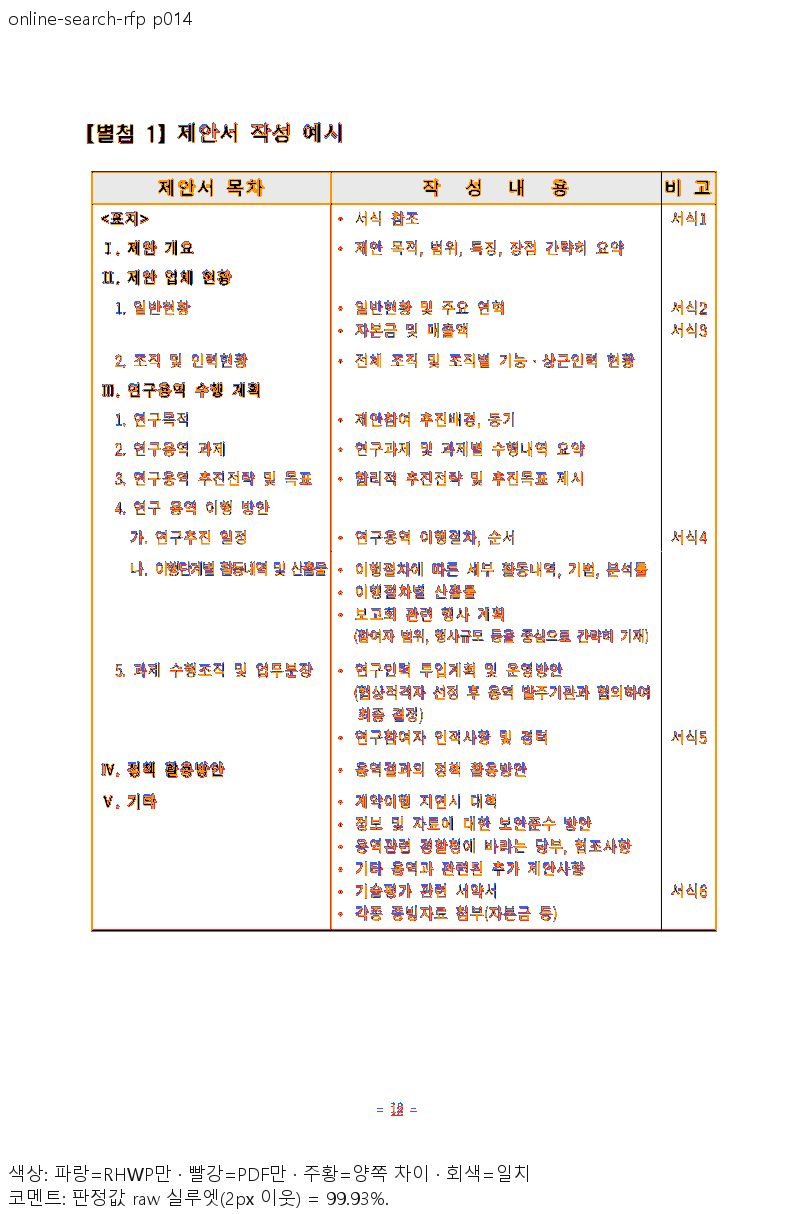 online-search-rfp p014
[별첨 1] 제안서 작성 예시
제안서 목차 작 성 내 용 비 고
<표지> • 서식 참조 서식1
Ⅰ. 제안 개요 • 제안 목적, 범위, 특징, 장점 간략히 요약
Ⅱ. 제안 업체 현황
1. 일반현황 • 일반현황 및 주요 연혁 서식2
• 자본금 및 매출액 서식3
2. 조직 및 인력현황 • 전체 조직 및 조직별 기능·상근인력 현황
Ⅲ. 연구용역 수행 계획
1. 연구목적 • 제안참여 추진배경, 동기
2. 연구용역 과제 • 연구과제 및 과제별 수행내역 요약
3. 연구용역 추진전략 및 목표 • 합리적 추진전략 및 추진목표 제시
4. 연구 용역 이행 방안
가. 연구추진 일정 • 연구용역 이행절차, 순서 서식4
나. 이행단계별 활동내역 및 산출물 • 이행절차에 따른 세부 활동내역, 기법, 분석틀
• 이행절차별 산출물
• 보고회 관련 행사 계획
(참여자 범위, 행사규모 등을 중심으로 간략히 기재)
5. 과제 수행조직 및 업무분장 • 연구인력 투입계획 및 운영방안
(협상적격자 선정 후 용역 발주기관과 협의하여
최종 결정)
• 연구참여자 인적사항 및 경력 서식5
Ⅳ. 정책 활용방안 • 용역결과의 정책 활용방안
Ⅴ. 기타 • 계약이행 지연시 대책
• 정보 및 자료에 대한 보안준수 방안
• 용역관련 경찰청에 바라는 당부, 협조사항
• 기타 용역과 관련된 추가 제안사항
• 기술평가 관련 서약서 서식6
• 각종 증빙자료 첨부(자본금 등)
색상: 파랑=RHWP만 · 빨강=PDF만 · 주황=양쪽 차이 · 회색=일치
코멘트: 판정값 raw 실루엣(2px 이웃) = 99.93%.